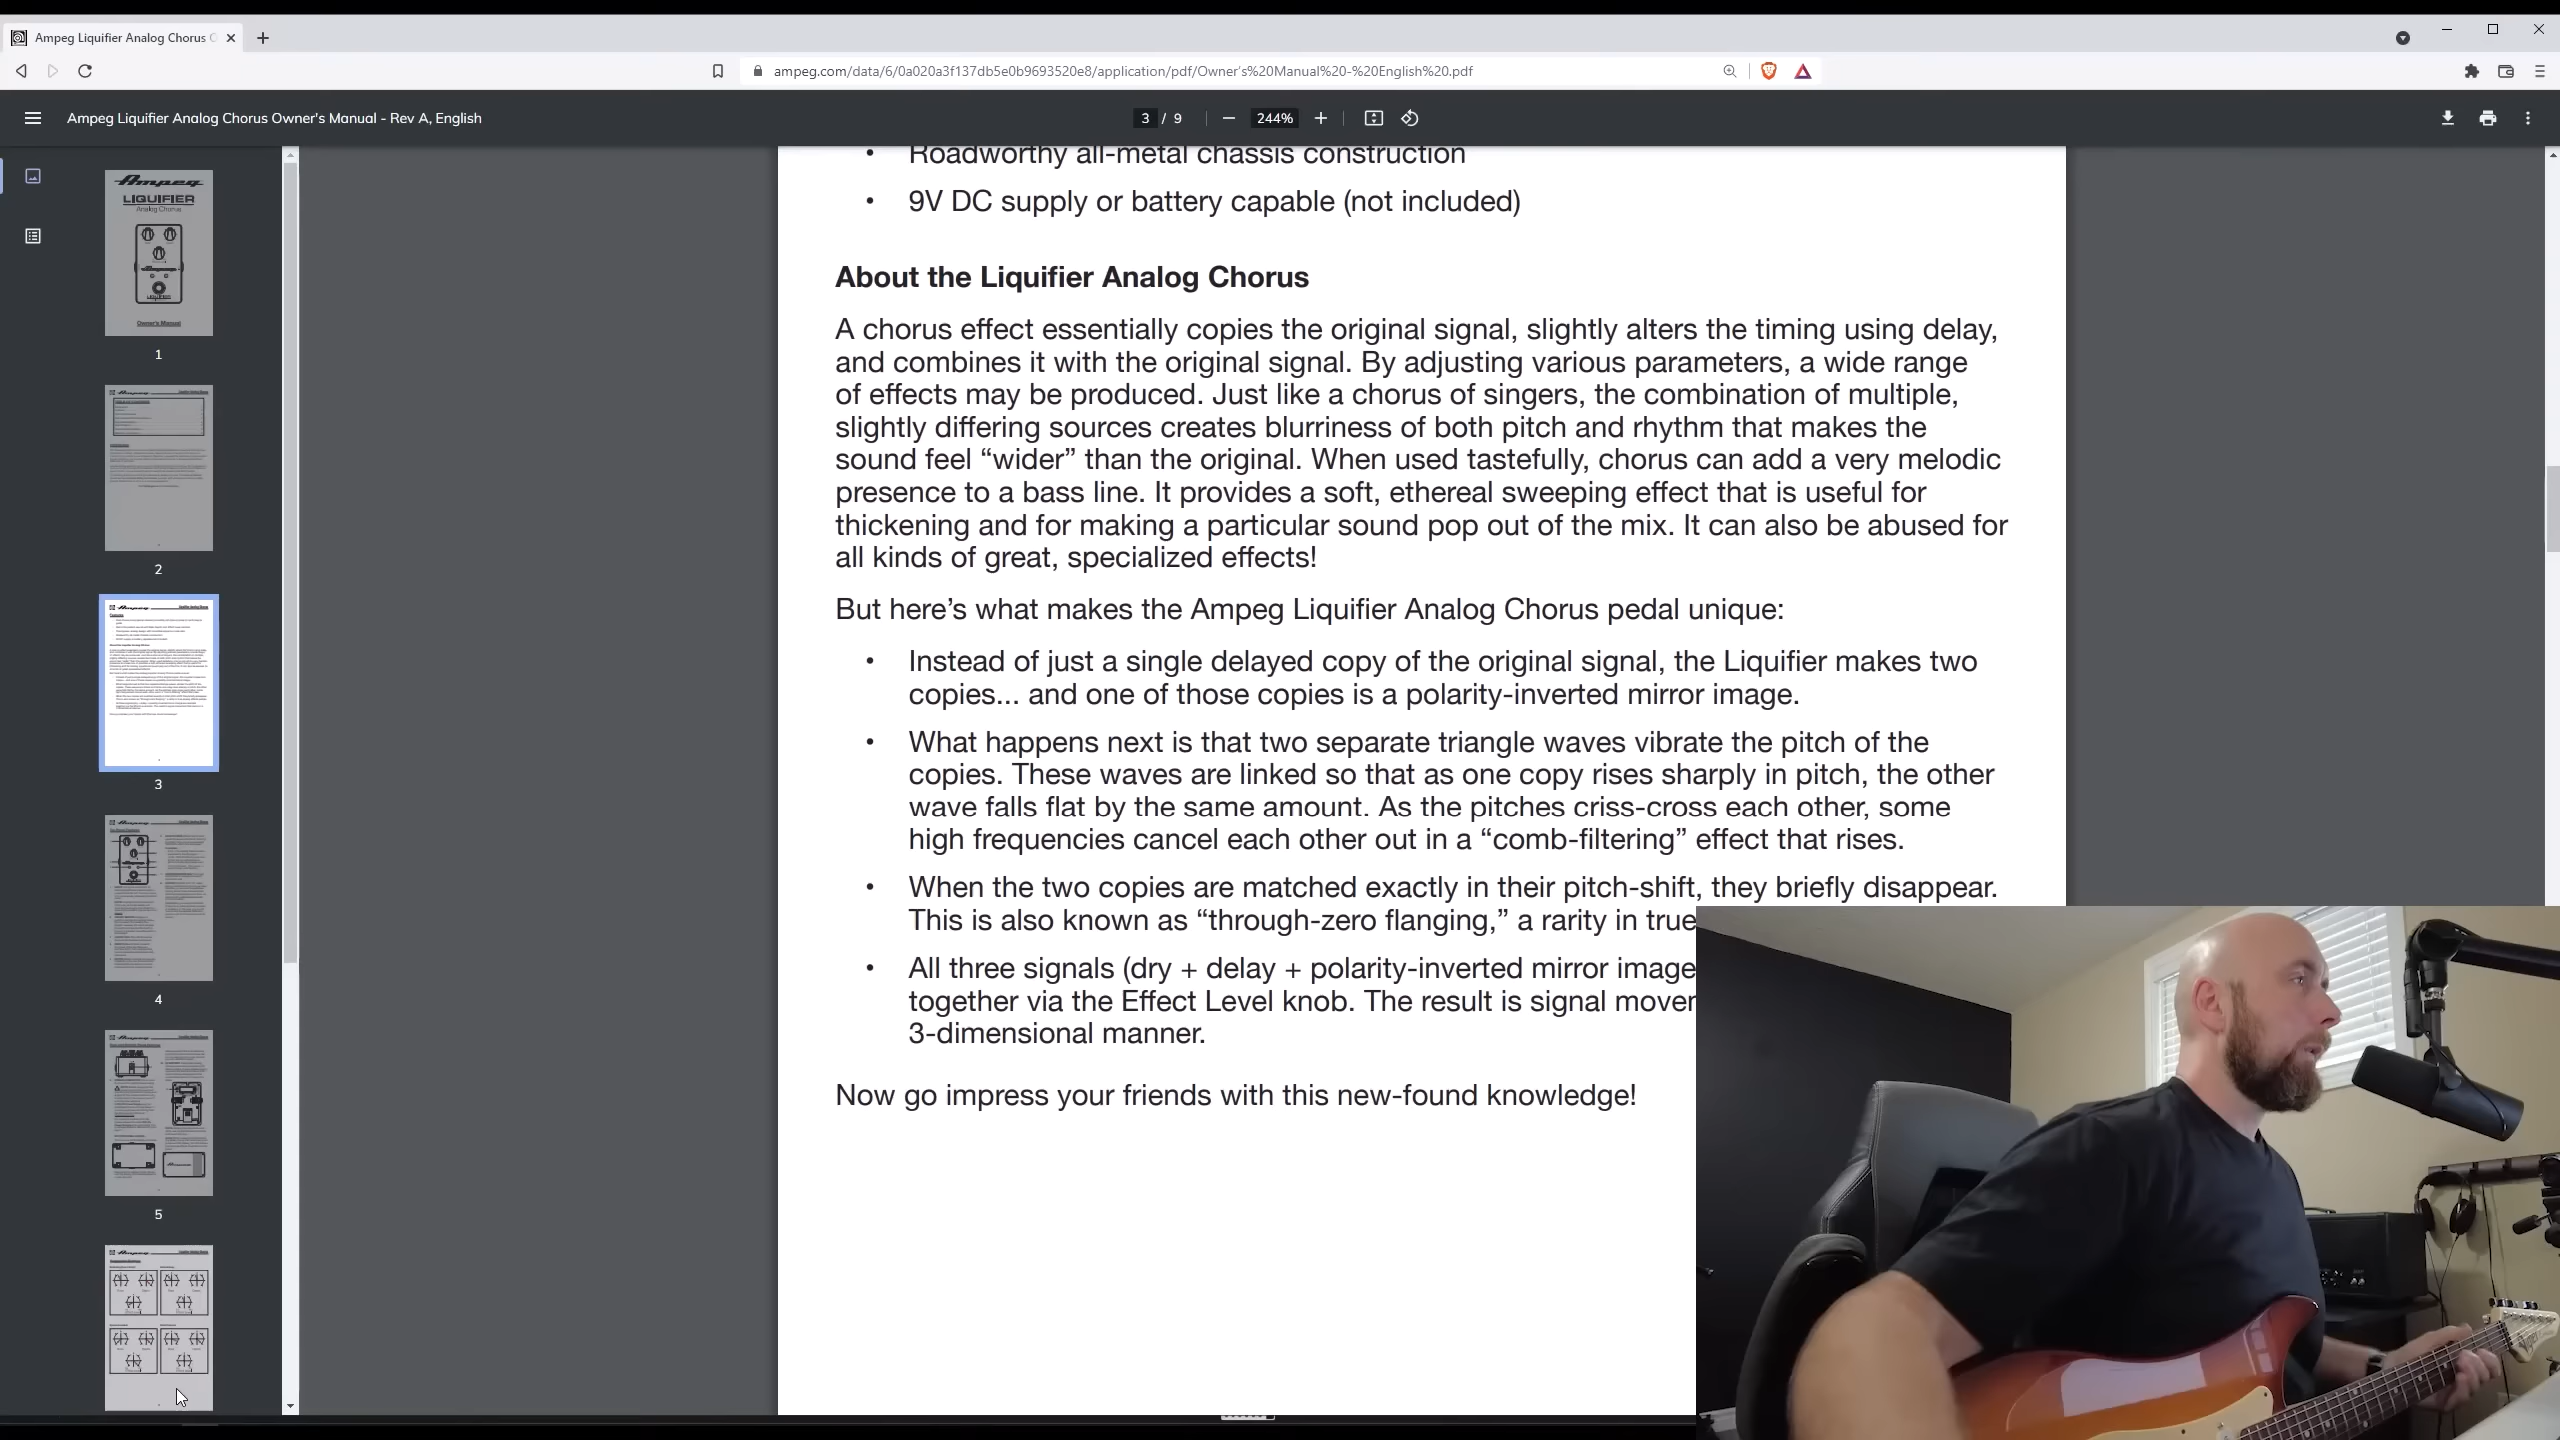 Ampeg Liquifier Analog Chorus O
ampeg.com/data/6/0a020a3f137db5e0b9693520e8/application/pdf/Owner's%20Manual%20-%20English%20.pdf
Ampeg Liquifier Analog Chorus Owner's Manual - Rev A, English
3 / 9
244%
Ampeg
LIQUIFIER
Analog Chorus
Owner's Manual
1
2
3
4
5
Roadworthy all-metal chassis construction
• 9V DC supply or battery capable (not included)
About the Liquifier Analog Chorus
A chorus effect essentially copies the original signal, slightly alters the timing using delay,
and combines it with the original signal. By adjusting various parameters, a wide range
of effects may be produced. Just like a chorus of singers, the combination of multiple,
slightly differing sources creates blurriness of both pitch and rhythm that makes the
sound feel “wider” than the original. When used tastefully, chorus can add a very melodic
presence to a bass line. It provides a soft, ethereal sweeping effect that is useful for
thickening and for making a particular sound pop out of the mix. It can also be abused for
all kinds of great, specialized effects!
But here’s what makes the Ampeg Liquifier Analog Chorus pedal unique:
• Instead of just a single delayed copy of the original signal, the Liquifier makes two
copies... and one of those copies is a polarity-inverted mirror image.
• What happens next is that two separate triangle waves vibrate the pitch of the
copies. These waves are linked so that as one copy rises sharply in pitch, the other
wave falls flat by the same amount. As the pitches criss-cross each other, some
high frequencies cancel each other out in a “comb-filtering” effect that rises.
• When the two copies are matched exactly in their pitch-shift, they briefly disappear.
This is also known as “through-zero flanging,” a rarity in true
• All three signals (dry + delay + polarity-inverted mirror image
together via the Effect Level knob. The result is signal mover
3-dimensional manner.
Now go impress your friends with this new-found knowledge!